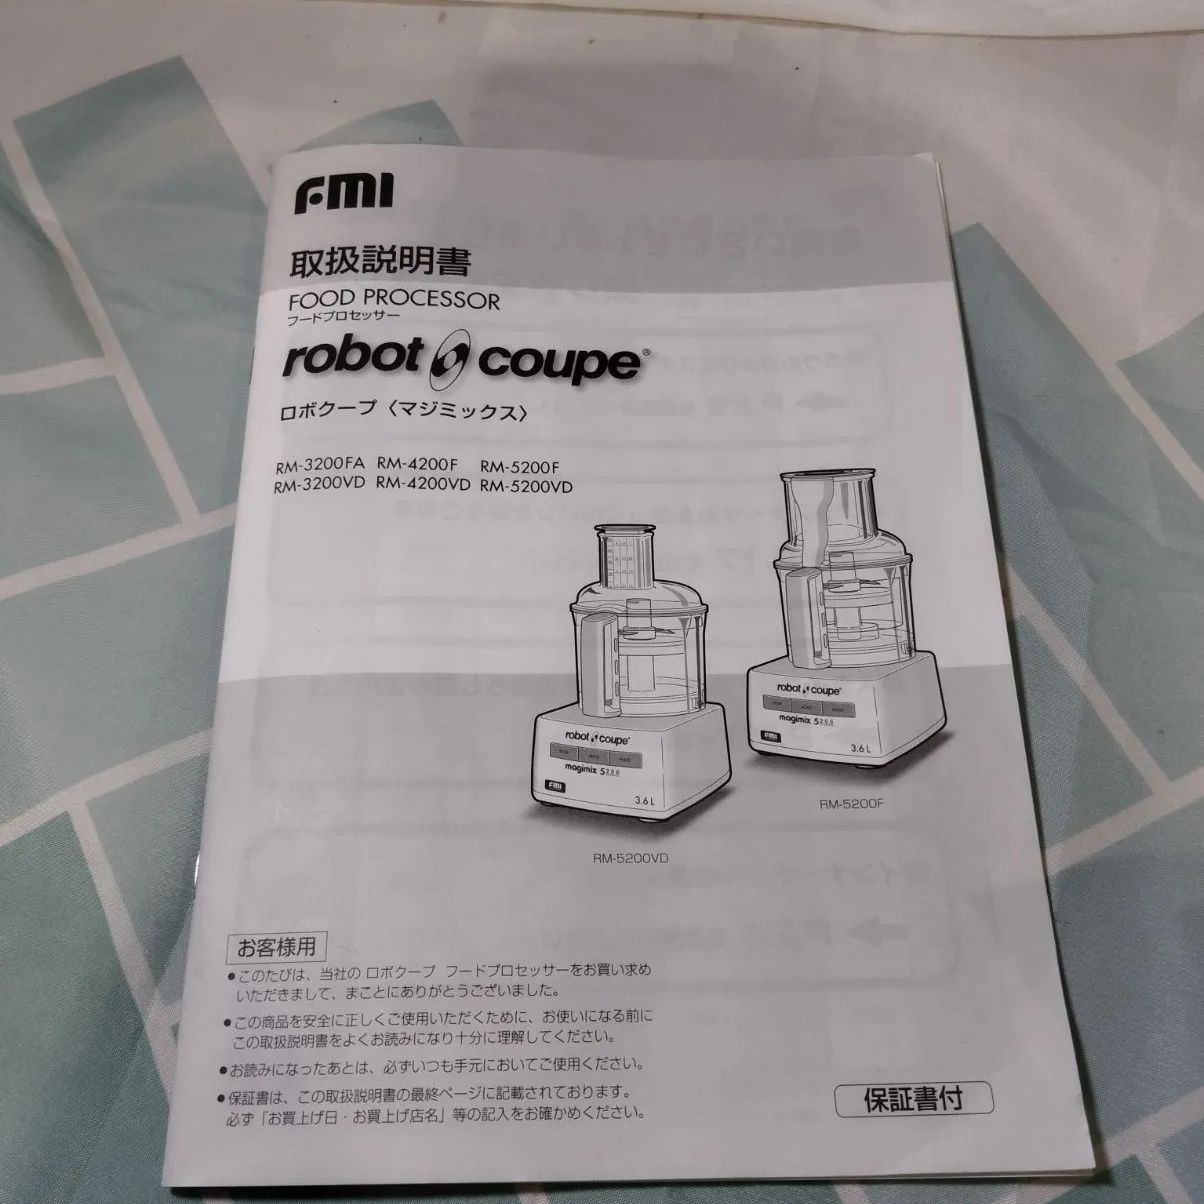 FMI
取扱説明書
FOOD PROCESSOR
フードプロセッサー
robot coupe®
ロボクープ〈マジミックス〉
RM-3200FA RM-4200F RM-5200F
RM-3200VD RM-4200VD RM-5200VD
robot coupe®
STOP AUTO PULSE
magimix 5200
FMI
3.6L
RM-5200F
robot coupe®
STOP AUTO PULSE
magimix 5200
FMI
3.6L
RM-5200VD
お客様用
●このたびは、当社の ロボクープ フードプロセッサーをお買い求め
いただきまして、まことにありがとうございました。
●この商品を安全に正しくご使用いただくために、お使いになる前に
この取扱説明書をよくお読みになり十分に理解してください。
●お読みになったあとは、必ずいつも手元においてご使用ください。
●保証書は、この取扱説明書の最終ページに記載されております。
必ず「お買上げ日・お買上げ店名」等の記入をお確かめください。
保証書付